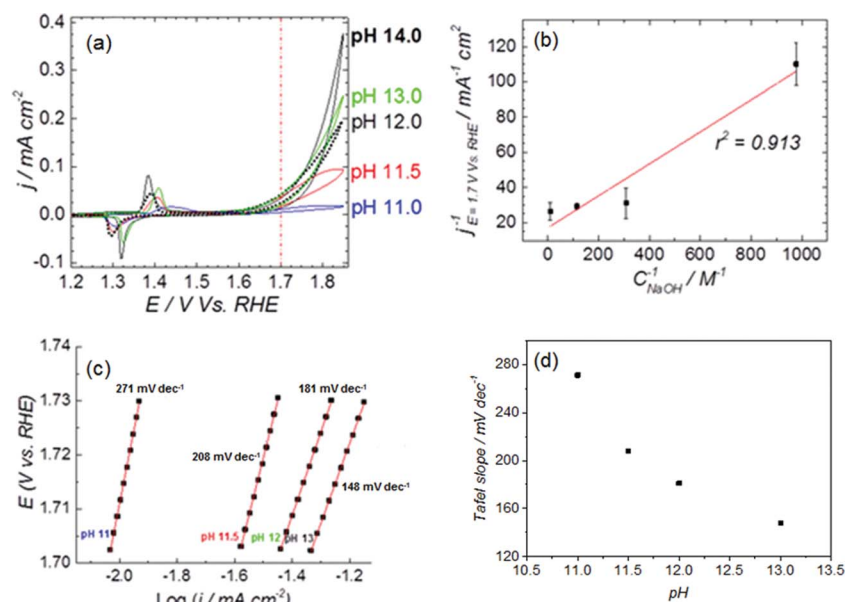 (a)
j / mA cm⁻²
0.4
0.3
0.2
0.1
0.0
-0.1
1.2 1.3 1.4 1.5 1.6 1.7 1.8
E / V Vs. RHE
pH 14.0
pH 13.0
pH 12.0
pH 11.5
pH 11.0
(b)
j⁻¹ E = 1.7 V Vs. RHE / mA⁻¹ cm²
120
100
80
60
40
20
0 200 400 600 800 1000
C⁻¹ NaOH / M⁻¹
r² = 0.913
(c)
E (V vs. RHE)
1.74
1.73
1.72
1.71
1.70
271 mV dec⁻¹
181 mV dec⁻¹
208 mV dec⁻¹
148 mV dec⁻¹
pH 11 pH 11.5 pH 12 pH 13
-2.0 -1.8 -1.6 -1.4 -1.2
Log (j / mA cm⁻²)
(d)
Tafel slope / mV dec⁻¹
280
240
200
160
120
10.5 11.0 11.5 12.0 12.5 13.0 13.5
pH